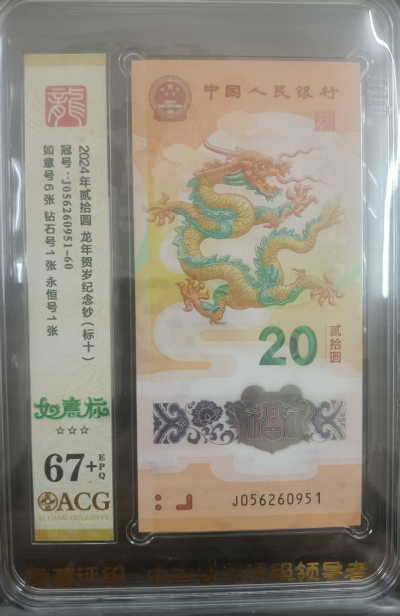 龍
2024年贰拾圆 龙年贺岁纪念钞（标十）
冠号：J056260951-60
如意号6张 钻石号1张 永恒号1张
如意标
☆☆☆
67+
EPQ
ACG
中国人民银行
20
贰拾圆
J056260951